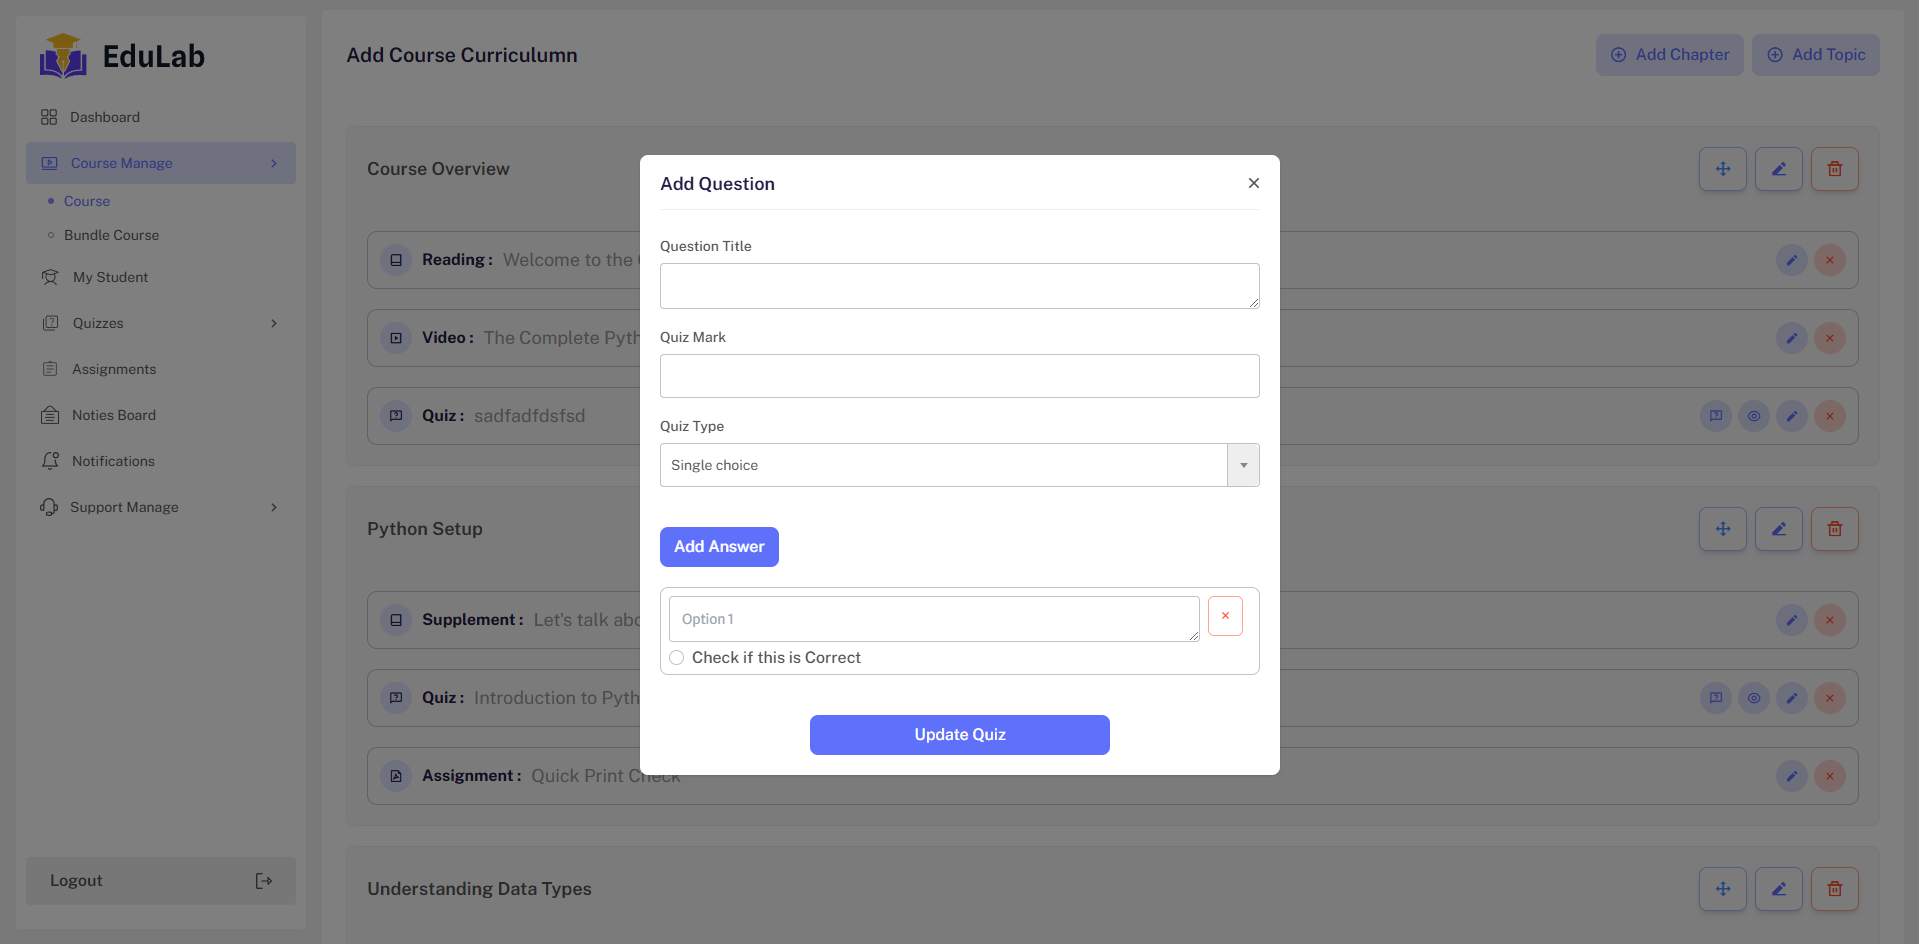 EduLab
Dashboard
Course Manage
Course
Bundle Course
My Student
Quizzes
Assignments
Noties Board
Notifications
Support Manage
Logout
Add Course Curriculumn
Add Chapter
Add Topic
Course Overview
Reading : Welcome to the
Video : The Complete Pyth
Quiz : sadfadfdsfsd
Python Setup
Supplement : Let's talk abo
Quiz : Introduction to Pyth
Assignment : Quick Print Check
Understanding Data Types
Add Question
Question Title
Quiz Mark
Quiz Type
Single choice
Add Answer
Option 1
Check if this is Correct
Update Quiz